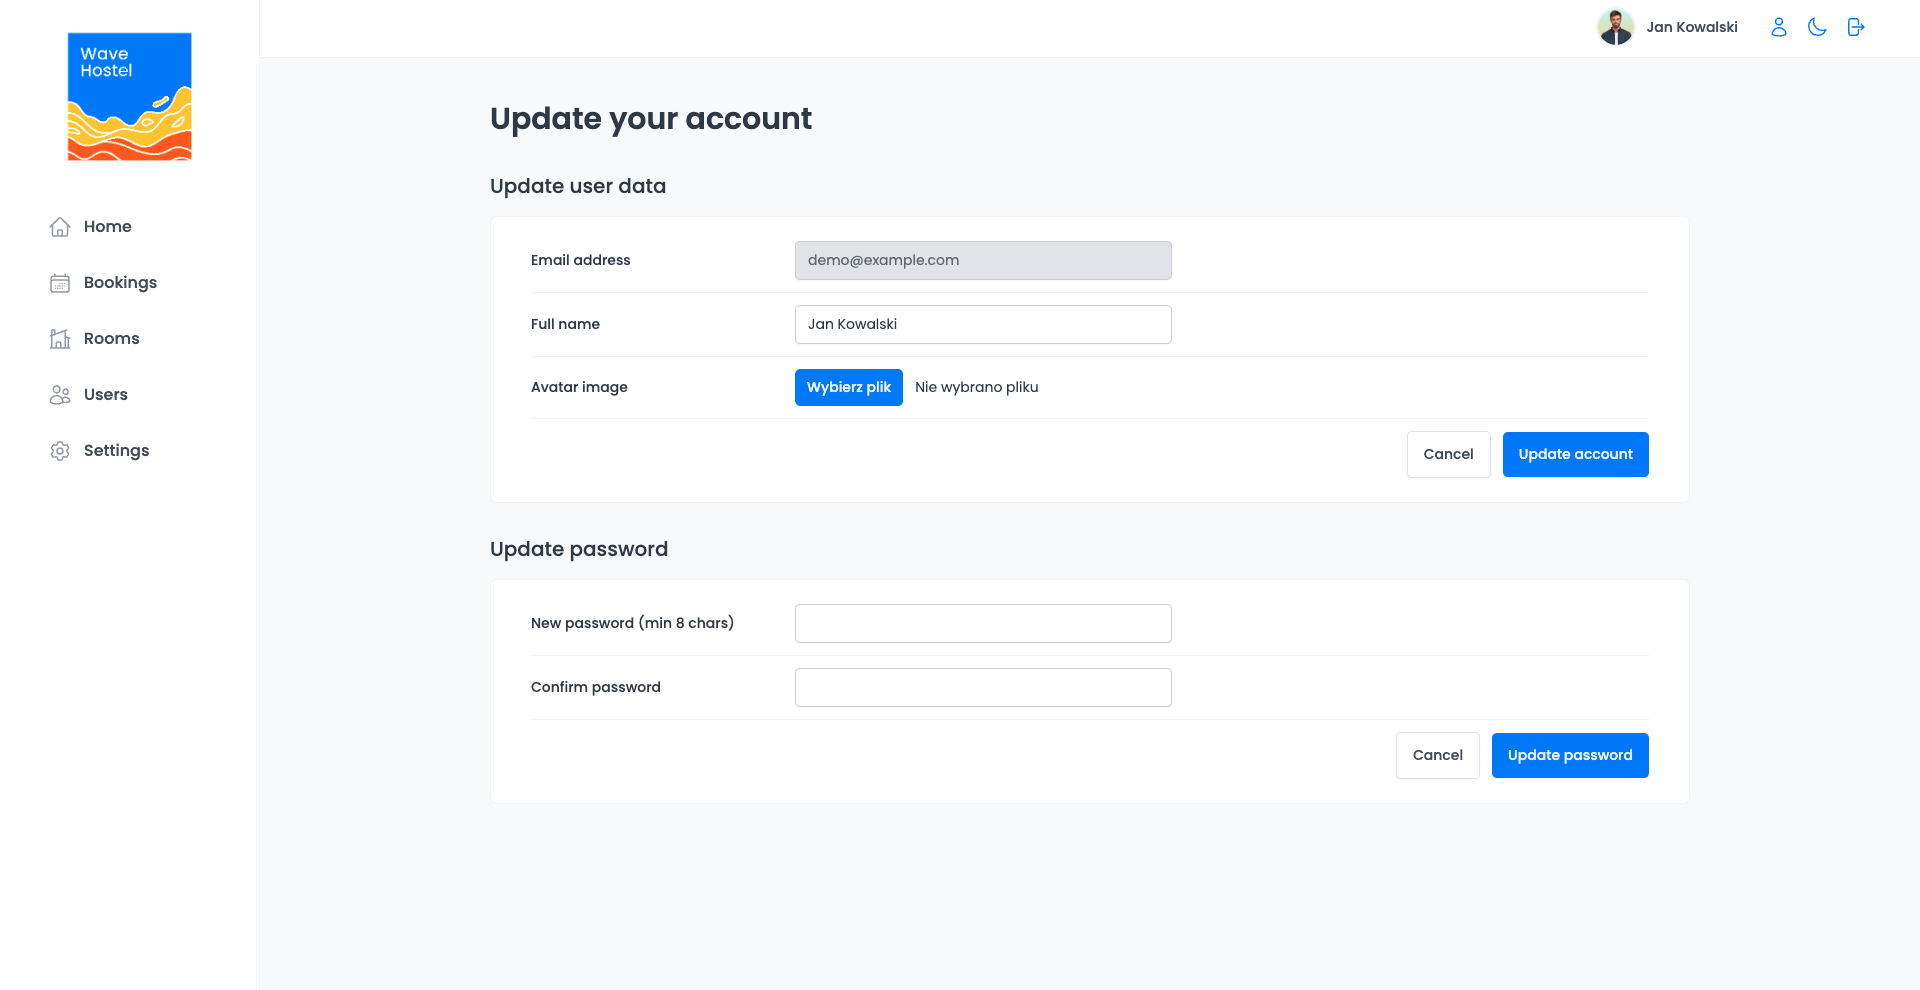 Wave
Hostel
Home
Bookings
Rooms
Users
Settings
Jan Kowalski
Update your account
Update user data
Email address
demo@example.com
Full name
Jan Kowalski
Avatar image
Wybierz plik Nie wybrano pliku
Cancel
Update account
Update password
New password (min 8 chars)
Confirm password
Cancel
Update password